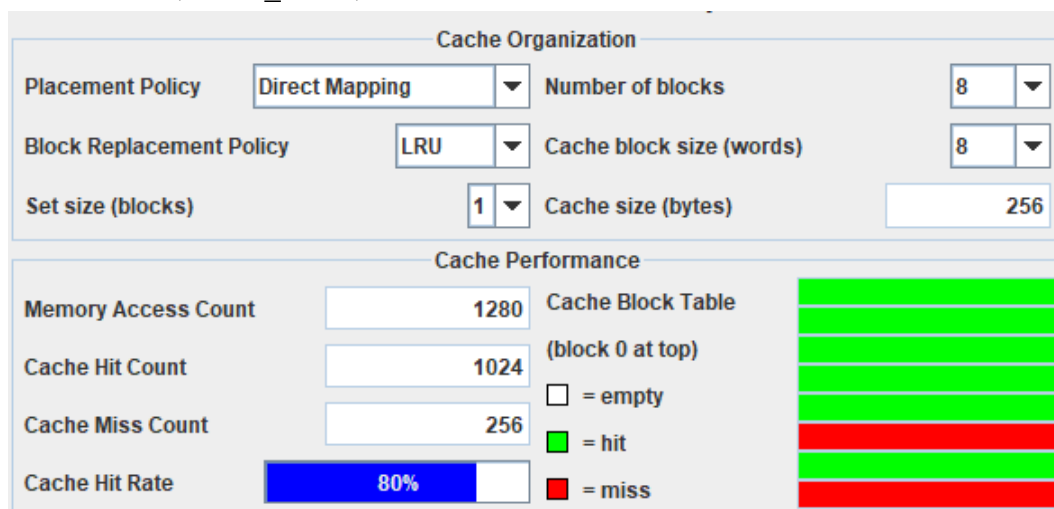 Cache Organization
Placement Policy Direct Mapping Number of blocks 8
Block Replacement Policy LRU Cache block size (words) 8
Set size (blocks) 1 Cache size (bytes) 256
Cache Performance
Memory Access Count 1280 Cache Block Table
(block 0 at top)
Cache Hit Count 1024
= empty
Cache Miss Count 256
= hit
Cache Hit Rate 80%
= miss